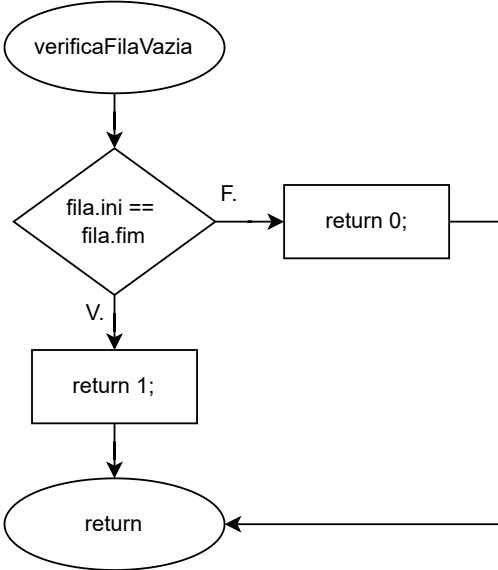 verificaFilaVazia
fila.ini ==
fila.fim
F.
return 0;
V.
return 1;
return